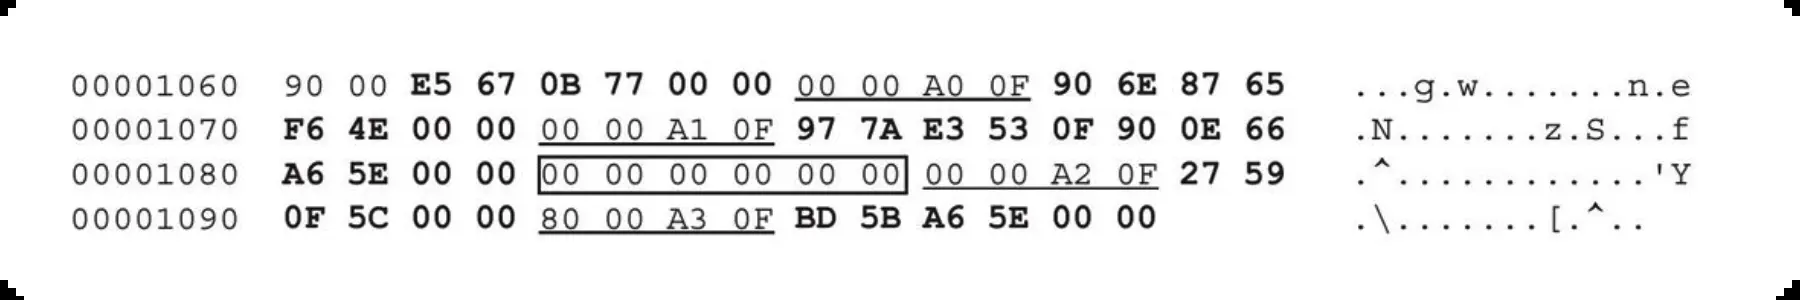 00001060 90 00 E5 67 0B 77 00 00 00 00 A0 0F 90 6E 87 65 ...g.w.......n.e
00001070 F6 4E 00 00 00 00 A1 0F 97 7A E3 53 0F 90 0E 66 .N.......z.S...f
00001080 A6 5E 00 00 00 00 00 00 00 00 00 00 A2 0F 27 59 .^............'Y
00001090 0F 5C 00 00 80 00 A3 0F BD 5B A6 5E 00 00 .\.......[.^..